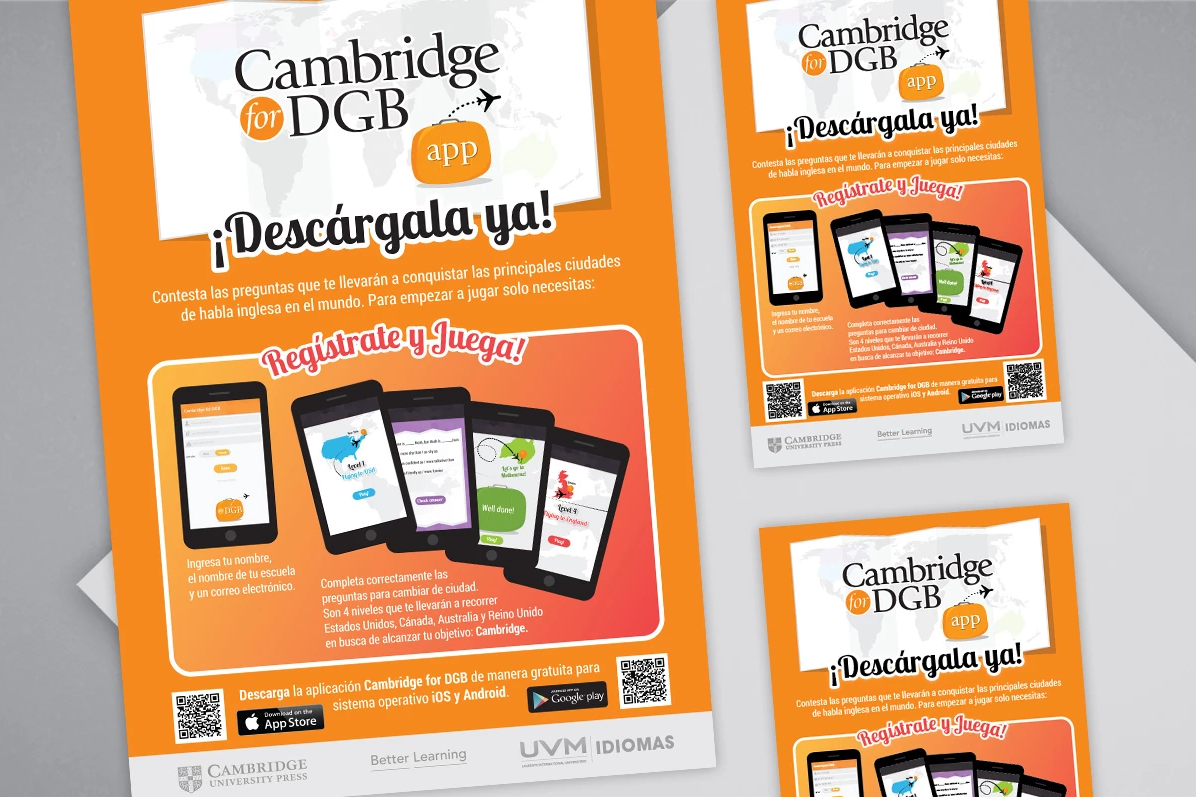 Cambridge
for DGB
app
¡Descárgala ya!
Contesta las preguntas que te llevarán a conquistar las principales ciudades
de habla inglesa en el mundo. Para empezar a jugar solo necesitas:
Regístrate y Juega!
Level 1
Flying to USA!
Play!
Check answer
Let's go to
Melbourne!
Well done!
Play!
Level 4
Flying to England!
Play!
DGB
Ingresa tu nombre,
el nombre de tu escuela
y un correo electrónico.
Completa correctamente las
preguntas para cambiar de ciudad.
Son 4 niveles que te llevarán a recorrer
Estados Unidos, Cánada, Australia y Reino Unido
en busca de alcanzar tu objetivo: Cambridge.
Descarga la aplicación Cambridge for DGB de manera gratuita para
sistema operativo iOS y Android.
Download on the
App Store
Google play
CAMBRIDGE
UNIVERSITY PRESS
Better Learning
UVM IDIOMAS
Cambridge
for DGB
app
¡Descárgala ya!
Contesta las preguntas que te llevarán a conquistar las principales ciudades
de habla inglesa en el mundo. Para empezar a jugar solo necesitas:
Regístrate y Juega!
Well done!
Ingresa tu nombre,
el nombre de tu escuela
y un correo electrónico.
Completa correctamente las
preguntas para cambiar de ciudad.
Son 4 niveles que te llevarán a recorrer
Estados Unidos, Cánada, Australia y Reino Unido
en busca de alcanzar tu objetivo: Cambridge.
Descarga la aplicación Cambridge for DGB de manera gratuita para
sistema operativo iOS y Android.
Download on the
App Store
Google play
CAMBRIDGE
UNIVERSITY PRESS
Better Learning
UVM IDIOMAS
Cambridge
for DGB
app
¡Descárgala ya!
Contesta las preguntas que te llevarán a conquistar las principales ciudades
de habla inglesa en el mundo. Para empezar a jugar solo necesitas:
Regístrate y Juega!